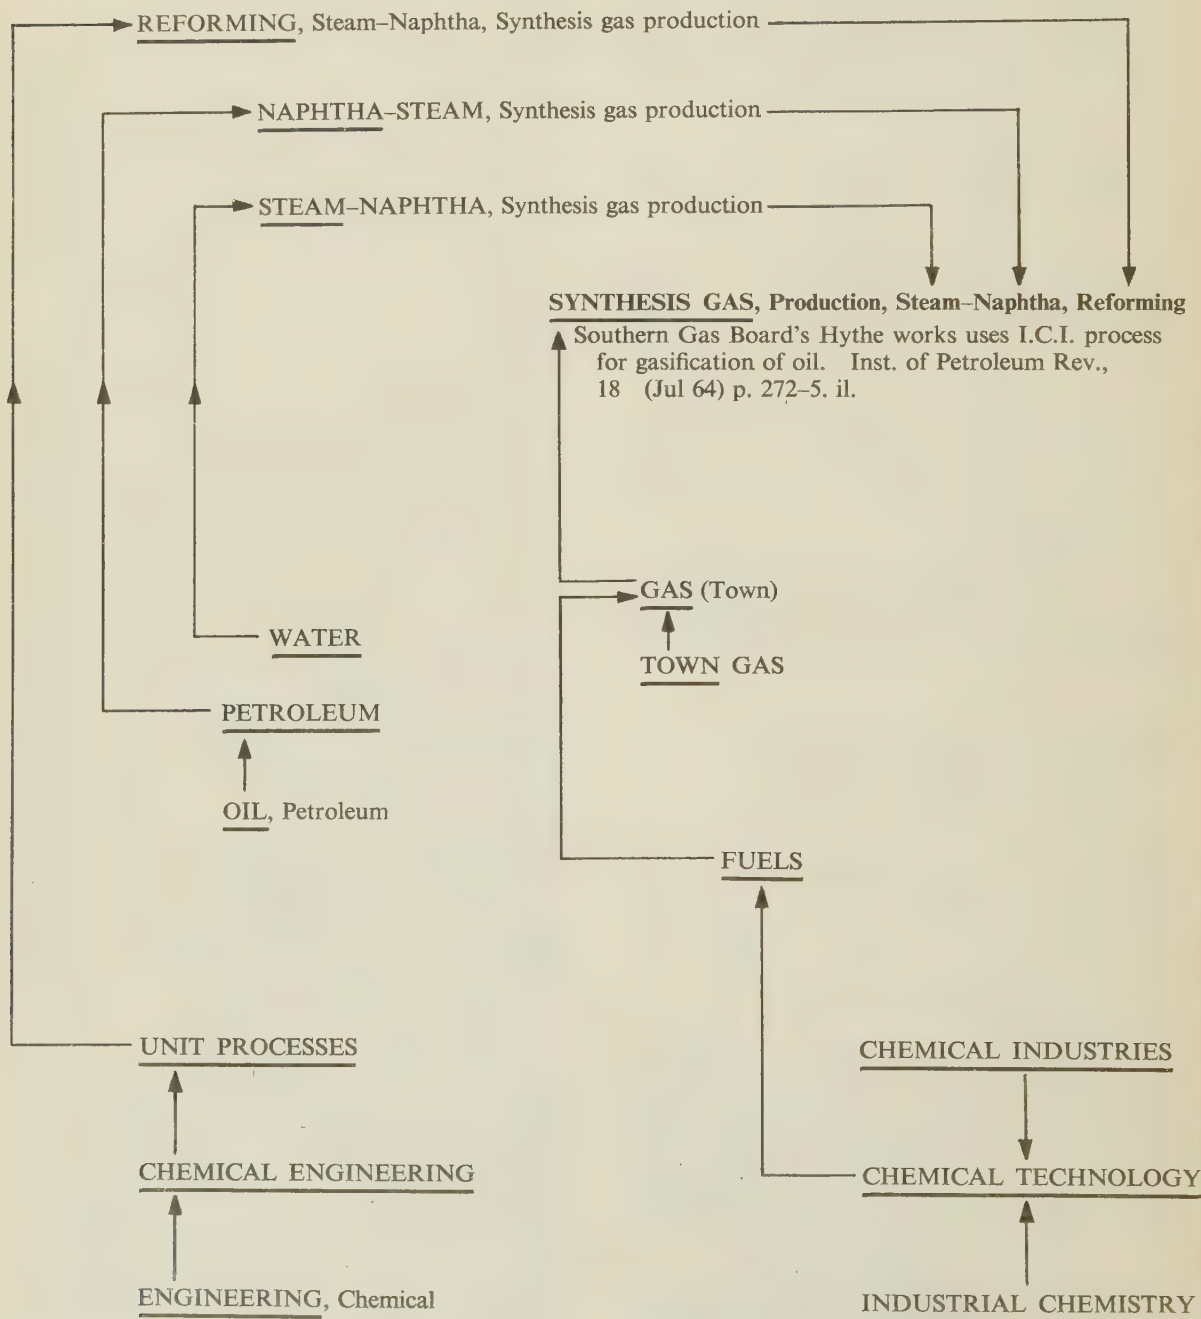 REFORMING, Steam–Naphtha, Synthesis gas production
NAPHTHA–STEAM, Synthesis gas production
STEAM–NAPHTHA, Synthesis gas production
SYNTHESIS GAS, Production, Steam–Naphtha, Reforming
Southern Gas Board's Hythe works uses I.C.I. process
for gasification of oil. Inst. of Petroleum Rev.,
18 (Jul 64) p. 272–5. il.
GAS (Town)
WATER
TOWN GAS
PETROLEUM
OIL, Petroleum
FUELS
UNIT PROCESSES
CHEMICAL INDUSTRIES
CHEMICAL ENGINEERING
CHEMICAL TECHNOLOGY
ENGINEERING, Chemical
INDUSTRIAL CHEMISTRY